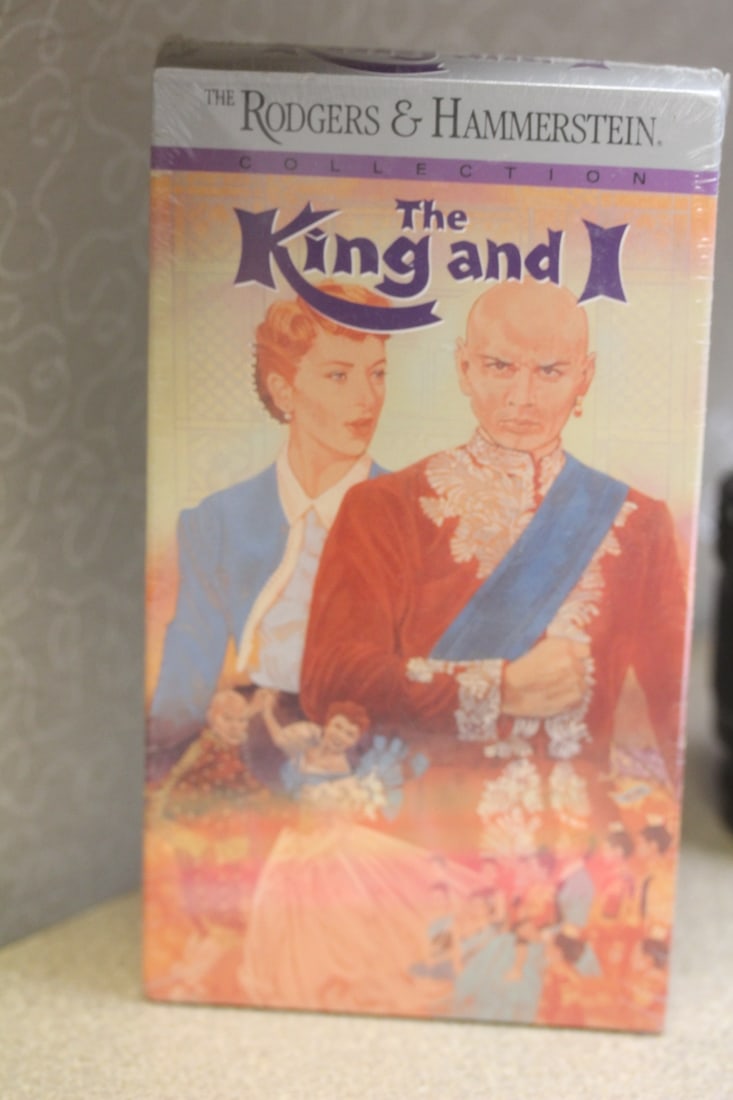 THE RODGERS & HAMMERSTEIN®
COLLECTION
The
King and I